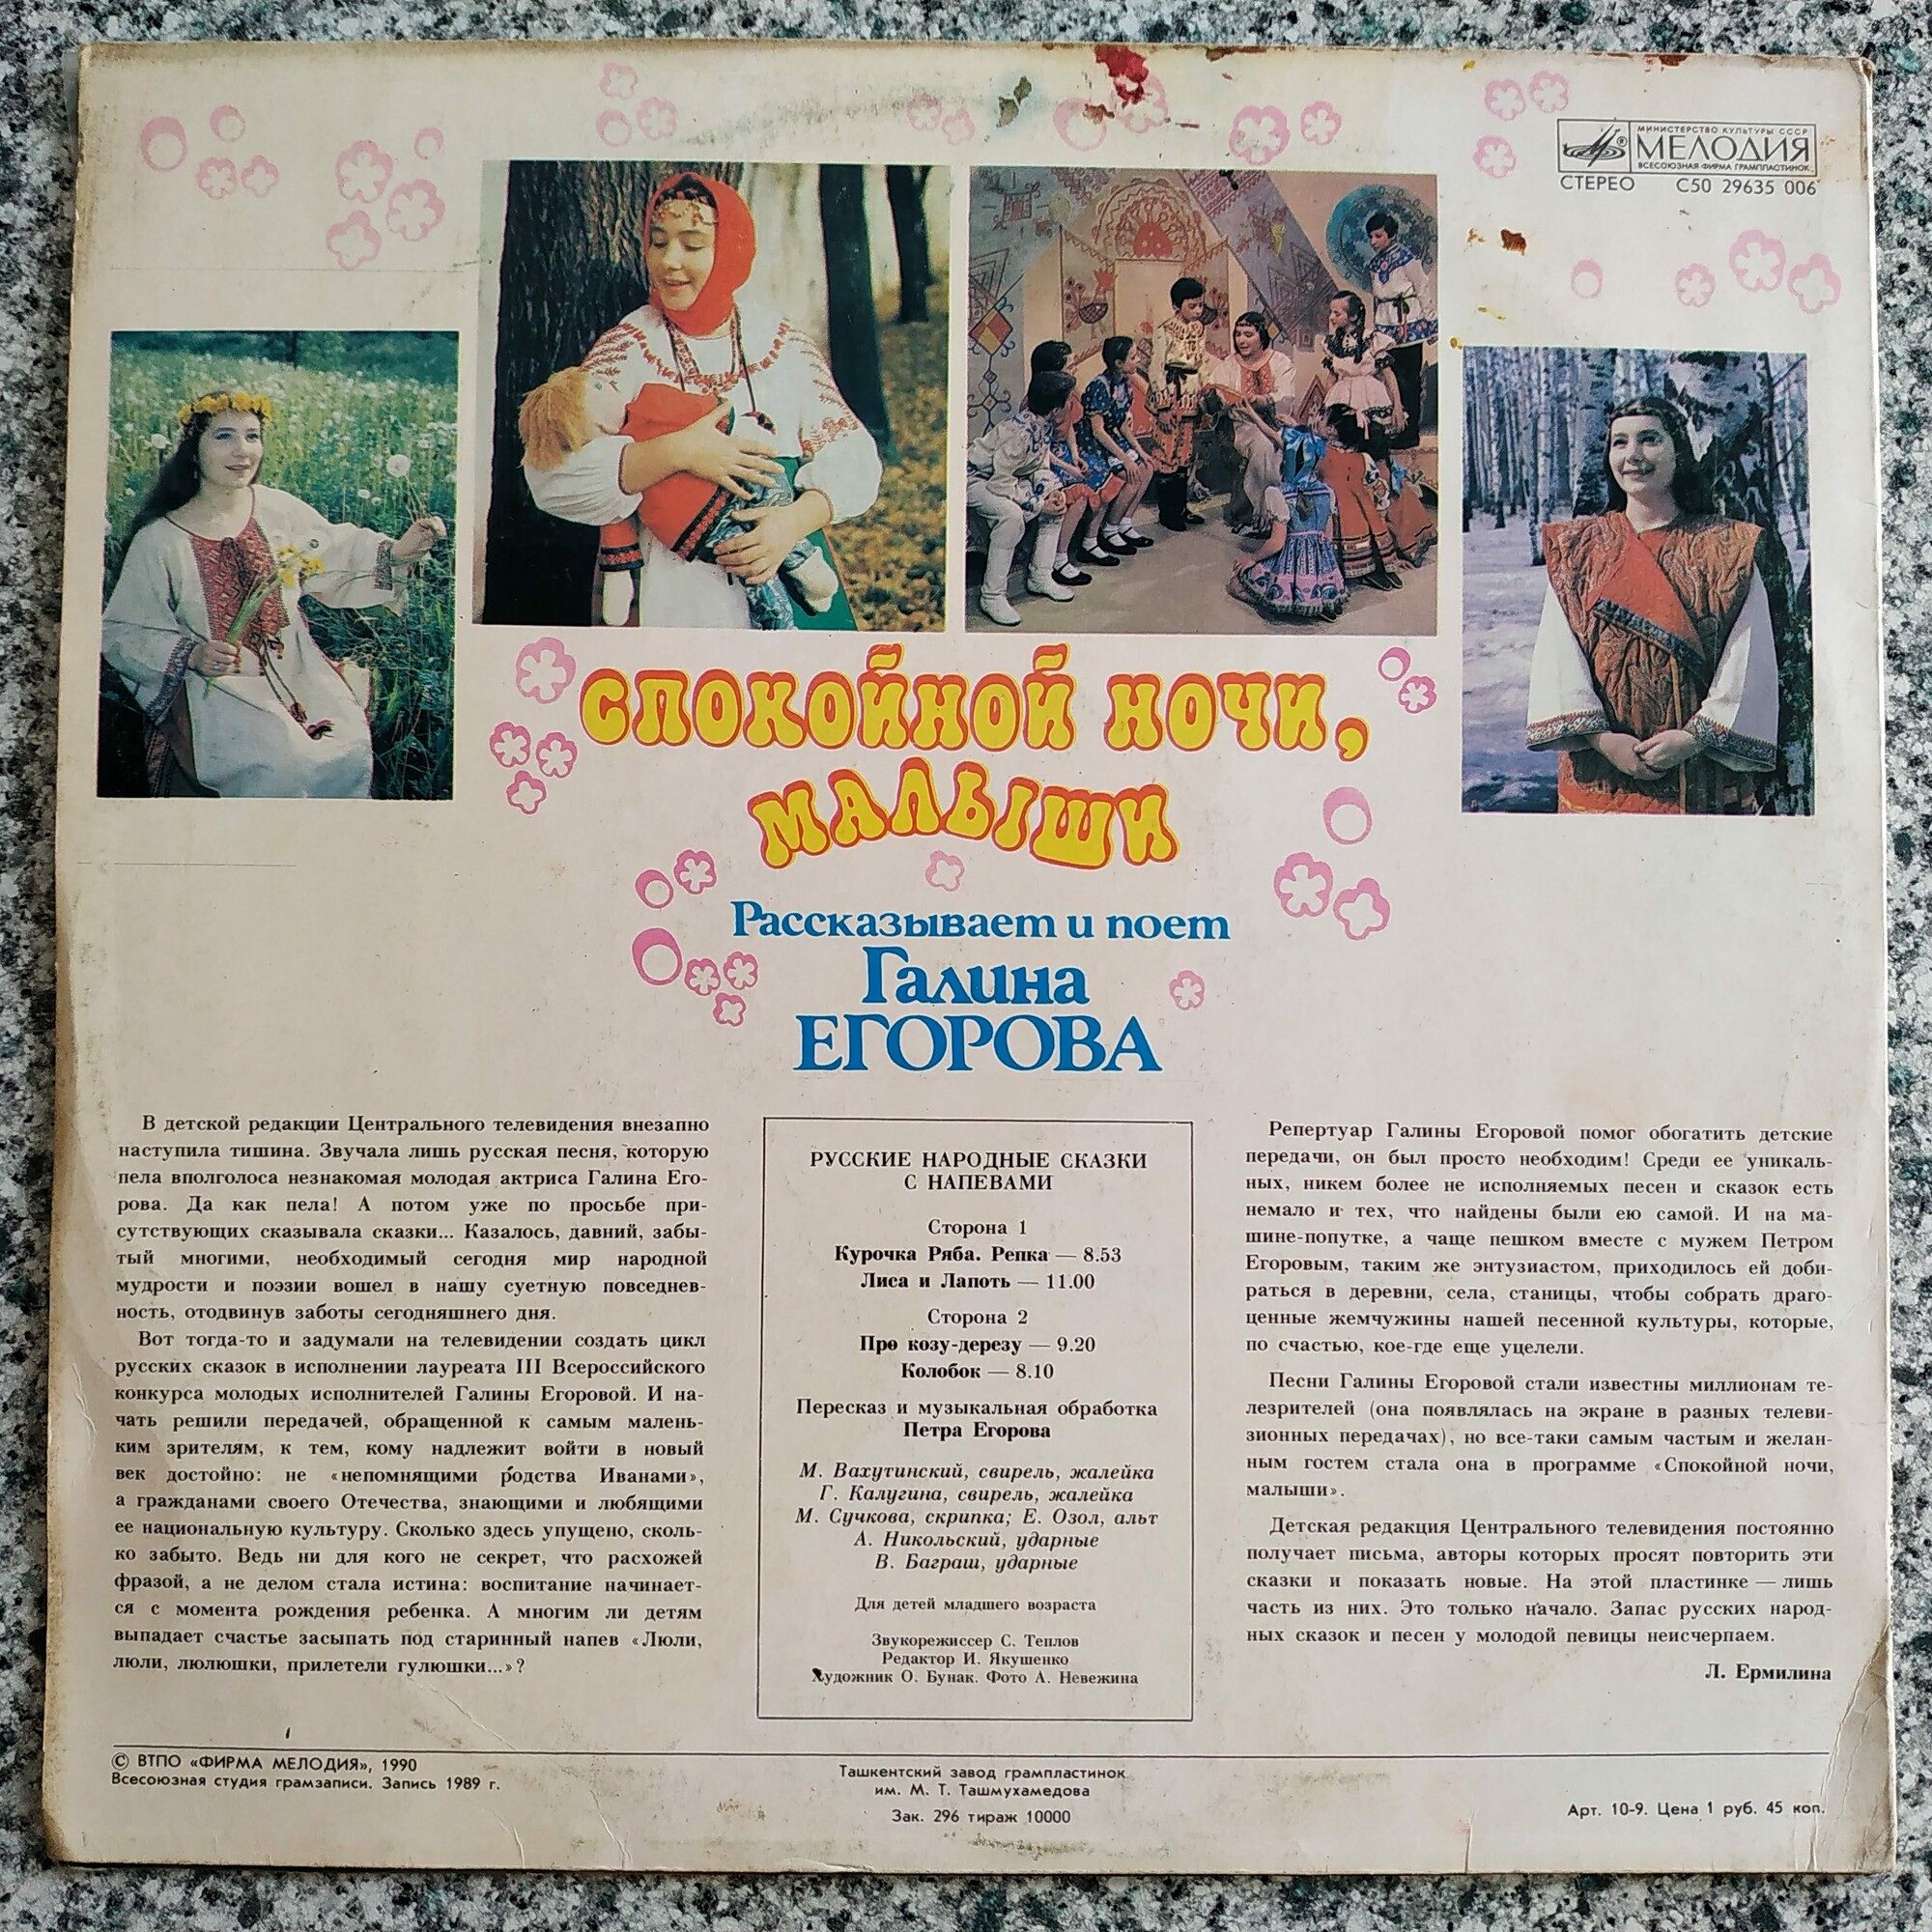 МИНИСТЕРСТВО КУЛЬТУРЫ СССР
МЕЛОДИЯ
ВСЕСОЮЗНАЯ ФИРМА ГРАМПЛАСТИНОК
СТЕРЕО С50 29635 006
СПОКОЙНОЙ НОЧИ,
МАЛЫШИ
Рассказывает и поет
Галина
ЕГОРОВА
В детской редакции Центрального телевидения внезапно
наступила тишина. Звучала лишь русская песня, которую
пела вполголоса незнакомая молодая актриса Галина Его-
рова. Да как пела! А потом уже по просьбе при-
сутствующих сказывала сказки... Казалось, давний, забы-
тый многими, необходимый сегодня мир народной
мудрости и поэзии вошел в нашу суетную повседнев-
ность, отодвинув заботы сегодняшнего дня.
Вот тогда-то и задумали на телевидении создать цикл
русских сказок в исполнении лауреата III Всероссийского
конкурса молодых исполнителей Галины Егоровой. И на-
чать решили передачей, обращенной к самым малень-
ким зрителям, к тем, кому надлежит войти в новый
век достойно: не «непомнящими родства Иванами»,
а гражданами своего Отечества, знающими и любящими
ее национальную культуру. Сколько здесь упущено, сколь-
ко забыто. Ведь ни для кого не секрет, что расхожей
фразой, а не делом стала истина: воспитание начинает-
ся с момента рождения ребенка. А многим ли детям
выпадает счастье засыпать под старинный напев «Люли,
люли, люлюшки, прилетели гулюшки...»?
РУССКИЕ НАРОДНЫЕ СКАЗКИ
С НАПЕВАМИ
Сторона 1
Курочка Ряба. Репка — 8.53
Лиса и Лапоть — 11.00
Сторона 2
Про козу-дерезу — 9.20
Колобок — 8.10
Пересказ и музыкальная обработка
Петра Егорова
М. Вахутинский, свирель, жалейка
Г. Калугина, свирель, жалейка
М. Сучкова, скрипка; Е. Озол, альт
А. Никольский, ударные
В. Баграш, ударные
Для детей младшего возраста
Звукорежиссер С. Теплов
Редактор И. Якушенко
Художник О. Бунак. Фото А. Невежина
Репертуар Галины Егоровой помог обогатить детские
передачи, он был просто необходим! Среди ее уникаль-
ных, никем более не исполняемых песен и сказок есть
немало и тех, что найдены были ею самой. И на ма-
шине-попутке, а чаще пешком вместе с мужем Петром
Егоровым, таким же энтузиастом, приходилось ей доби-
раться в деревни, села, станицы, чтобы собрать драго-
ценные жемчужины нашей песенной культуры, которые,
по счастью, кое-где еще уцелели.
Песни Галины Егоровой стали известны миллионам те-
лезрителей (она появлялась на экране в разных телеви-
зионных передачах), но все-таки самым частым и желан-
ным гостем стала она в программе «Спокойной ночи,
малыши».
Детская редакция Центрального телевидения постоянно
получает письма, авторы которых просят повторить эти
сказки и показать новые. На этой пластинке — лишь
часть из них. Это только начало. Запас русских народ-
ных сказок и песен у молодой певицы неисчерпаем.
Л. Ермилина
© ВТПО «ФИРМА МЕЛОДИЯ», 1990
Всесоюзная студия грамзаписи. Запись 1989 г.
Ташкентский завод грампластинок
им. М. Т. Ташмухамедова
Зак. 296 тираж 10000
Арт. 10-9. Цена 1 руб. 45 коп.